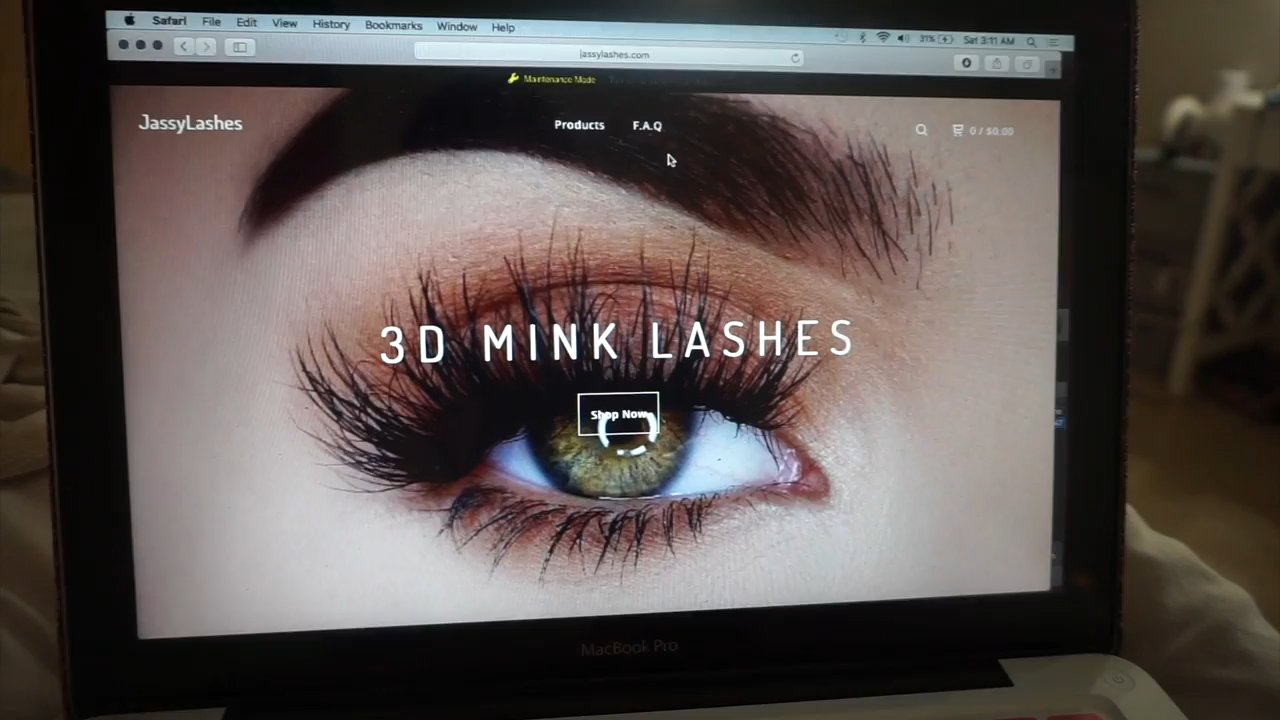 Safari File Edit View History Bookmarks Window Help 31% Sat 3:11 AM
jassylashes.com
Maintenance Mode
JassyLashes Products F.A.Q 0 / $0.00
3D MINK LASHES
Shop Now
MacBook Pro